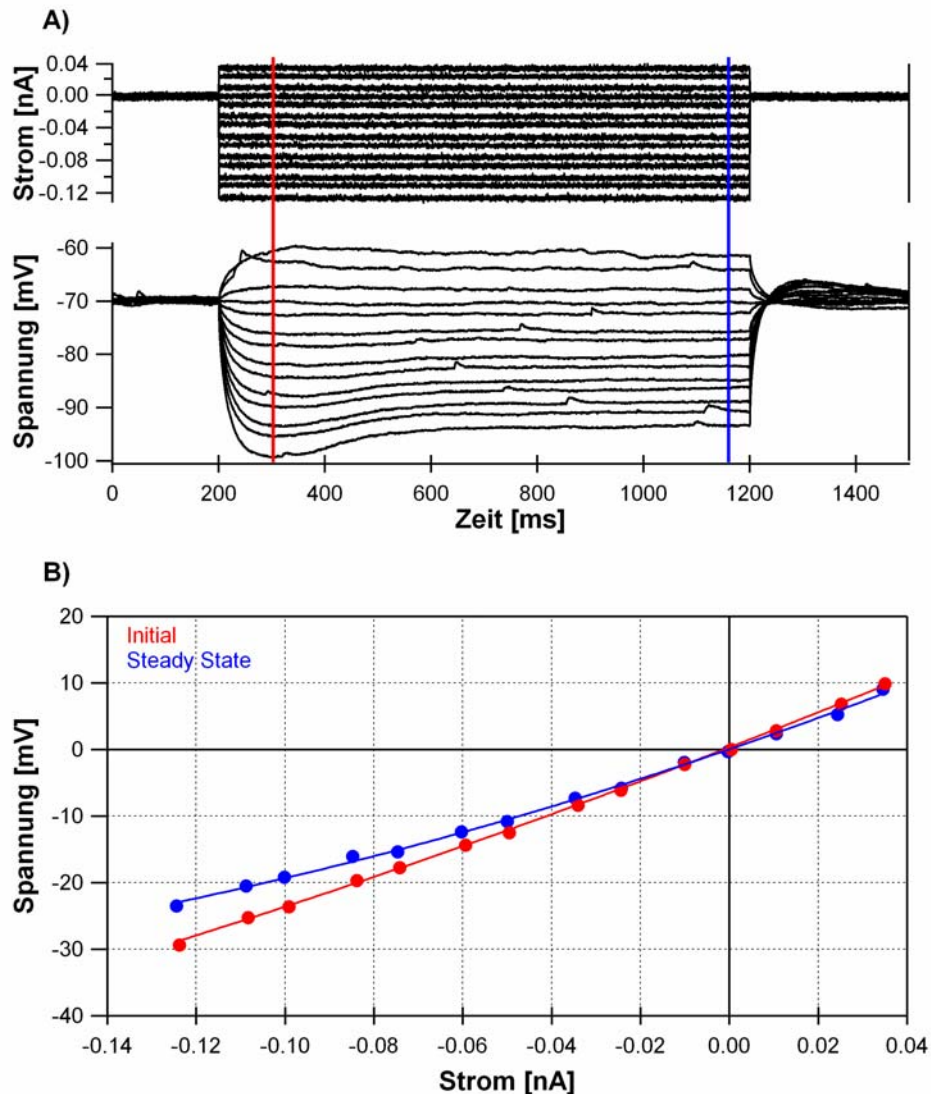 A)
Strom [nA]
0.04
0.00
-0.04
-0.08
-0.12
Spannung [mV]
-60
-70
-80
-90
-100
0 200 400 600 800 1000 1200 1400
Zeit [ms]
B)
Initial
Steady State
Spannung [mV]
20
10
0
-10
-20
-30
-40
-0.14 -0.12 -0.10 -0.08 -0.06 -0.04 -0.02 0.00 0.02 0.04
Strom [nA]